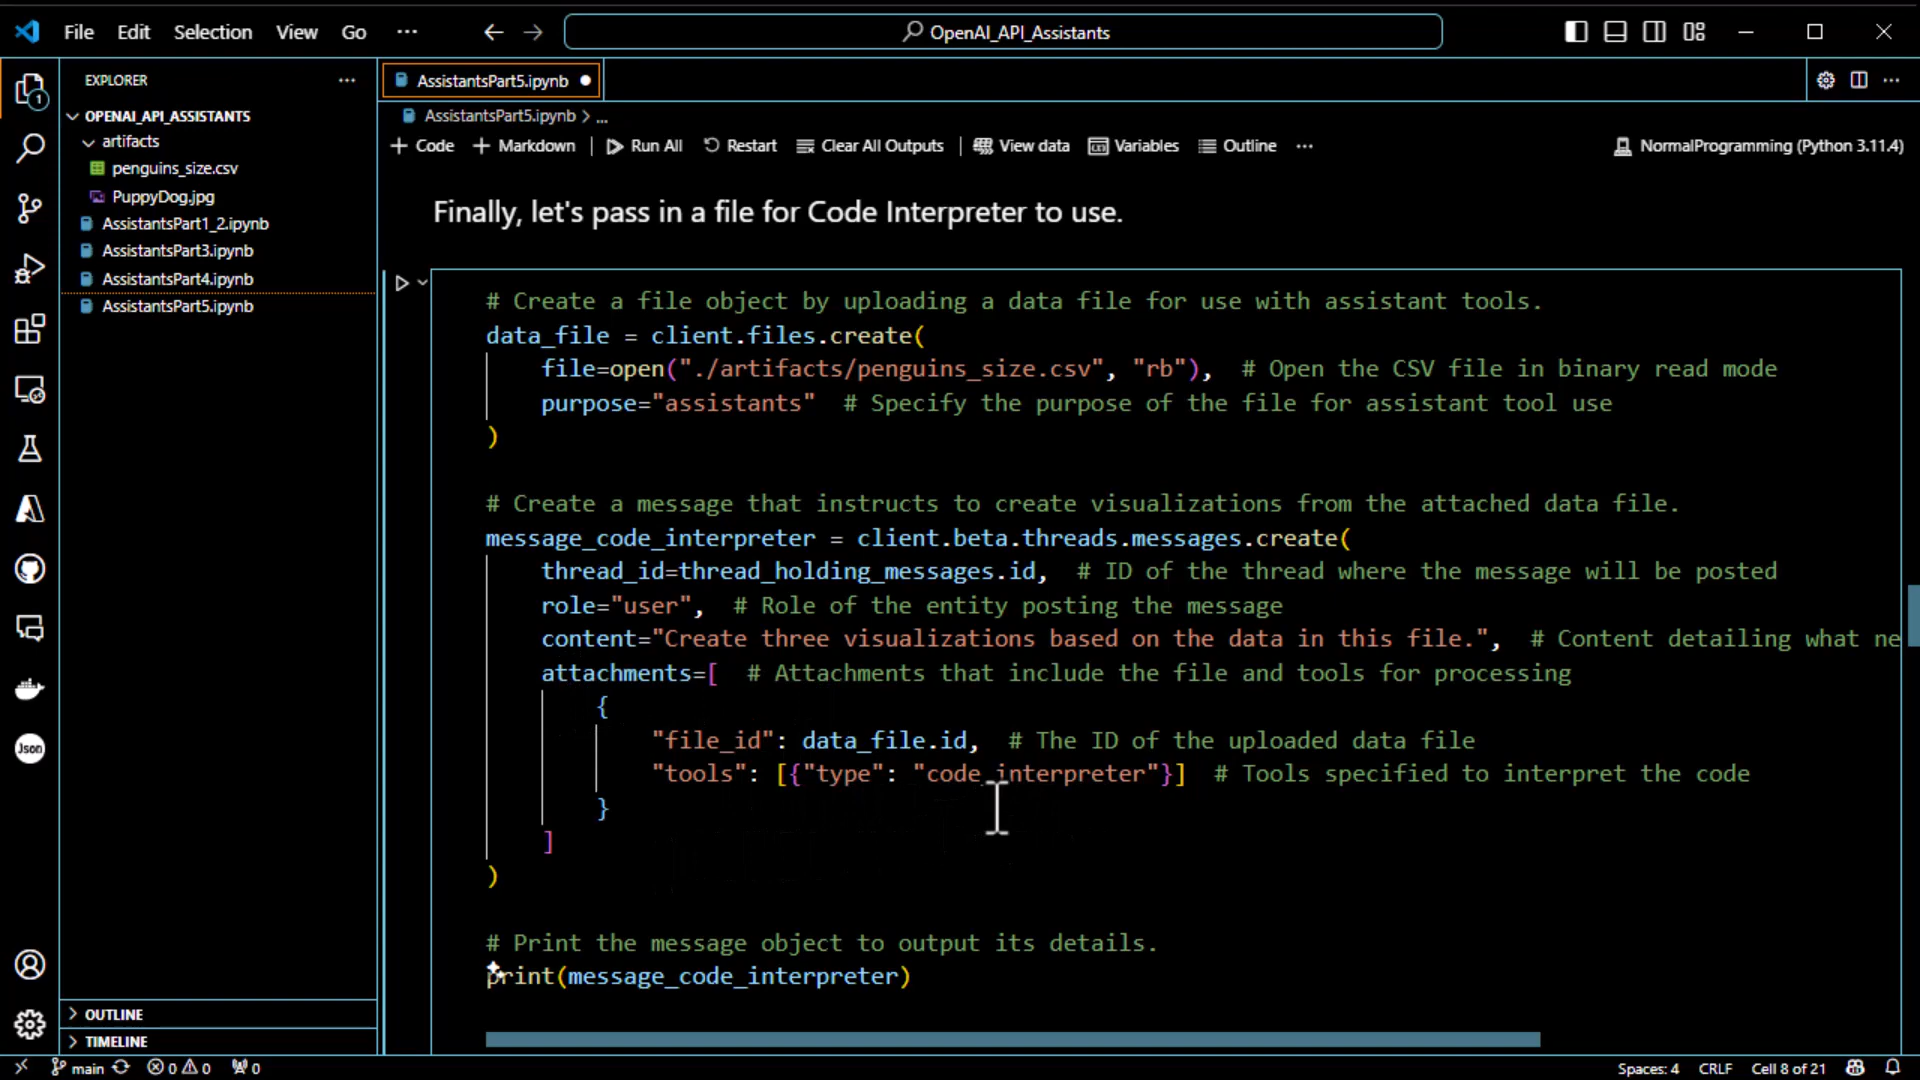 File Edit Selection View Go ··· OpenAI_API_Assistants
EXPLORER ···
OPENAI_API_ASSISTANTS
artifacts
penguins_size.csv
PuppyDog.jpg
AssistantsPart1_2.ipynb
AssistantsPart3.ipynb
AssistantsPart4.ipynb
AssistantsPart5.ipynb
OUTLINE
TIMELINE
1
Json
AssistantsPart5.ipynb
AssistantsPart5.ipynb > ...
+ Code + Markdown Run All Restart Clear All Outputs View data Variables Outline ··· NormalProgramming (Python 3.11.4)
Finally, let's pass in a file for Code Interpreter to use.
# Create a file object by uploading a data file for use with assistant tools.
data_file = client.files.create(
file=open("./artifacts/penguins_size.csv", "rb"), # Open the CSV file in binary read mode
purpose="assistants" # Specify the purpose of the file for assistant tool use
)
# Create a message that instructs to create visualizations from the attached data file.
message_code_interpreter = client.beta.threads.messages.create(
thread_id=thread_holding_messages.id, # ID of the thread where the message will be posted
role="user", # Role of the entity posting the message
content="Create three visualizations based on the data in this file.", # Content detailing what ne
attachments=[ # Attachments that include the file and tools for processing
{
"file_id": data_file.id, # The ID of the uploaded data file
"tools": [{"type": "code_interpreter"}] # Tools specified to interpret the code
}
]
)
# Print the message object to output its details.
print(message_code_interpreter)
main 0 0 0 Spaces: 4 CRLF Cell 8 of 21